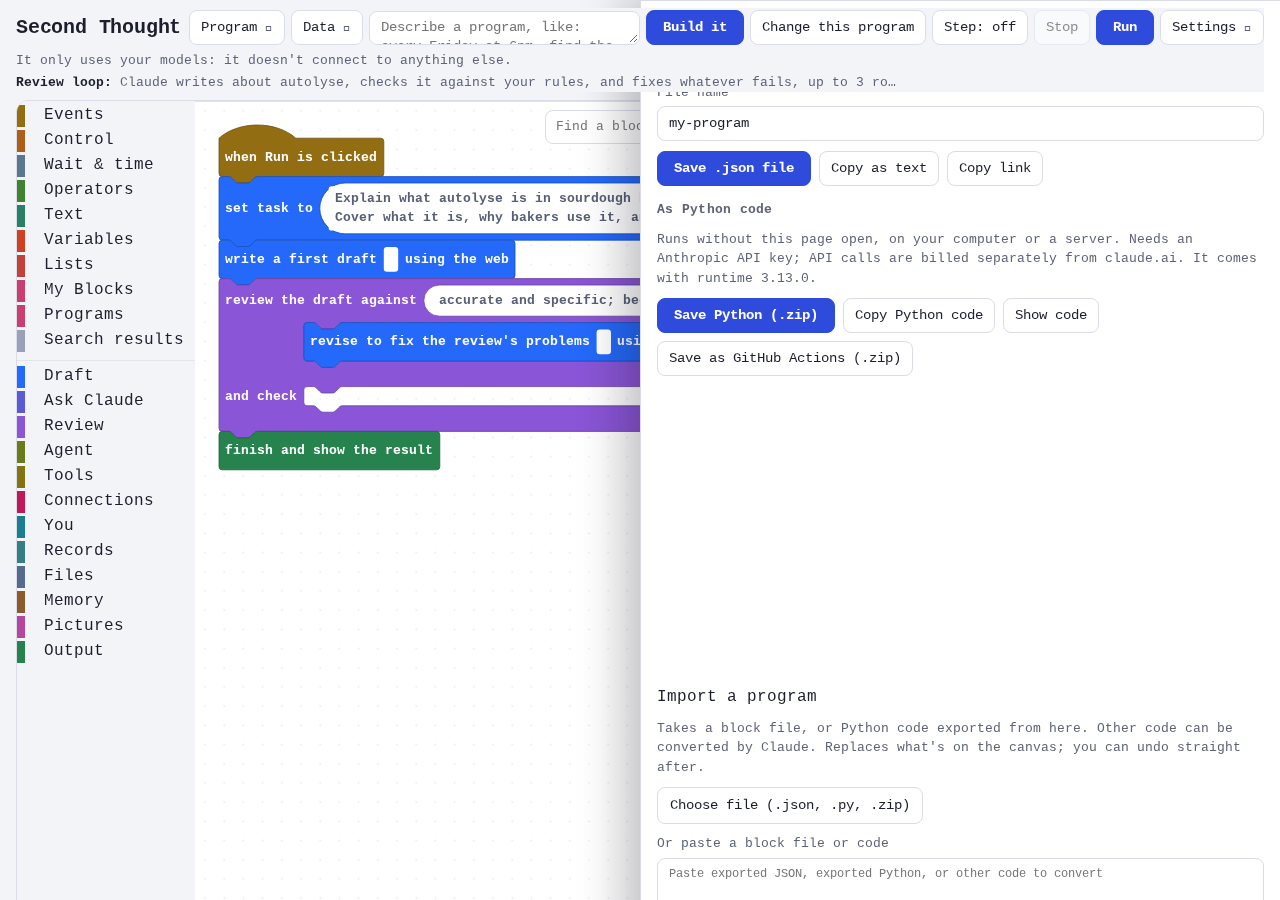 Second Thought
Program
Data
Describe a program, like:
Build it
Change this program
Step: off
Stop
Run
Settings
It only uses your models: it doesn't connect to anything else.
Review loop: Claude writes about autolyse, checks it against your rules, and fixes whatever fails, up to 3 ro…
Events
Control
Wait & time
Operators
Text
Variables
Lists
My Blocks
Programs
Search results
Draft
Ask Claude
Review
Agent
Tools
Connections
You
Records
Files
Memory
Pictures
Output
Find a bloc
when Run is clicked
set task to
Explain what autolyse is in sourdough
Cover what it is, why bakers use it, a
write a first draft using the web
review the draft against accurate and specific; be
revise to fix the review's problems usi
and check
finish and show the result
File name
my-program
Save .json file
Copy as text
Copy link
As Python code
Runs without this page open, on your computer or a server. Needs an
Anthropic API key; API calls are billed separately from claude.ai. It comes
with runtime 3.13.0.
Save Python (.zip)
Copy Python code
Show code
Save as GitHub Actions (.zip)
Import a program
Takes a block file, or Python code exported from here. Other code can be
converted by Claude. Replaces what's on the canvas; you can undo straight
after.
Choose file (.json, .py, .zip)
Or paste a block file or code
Paste exported JSON, exported Python, or other code to convert